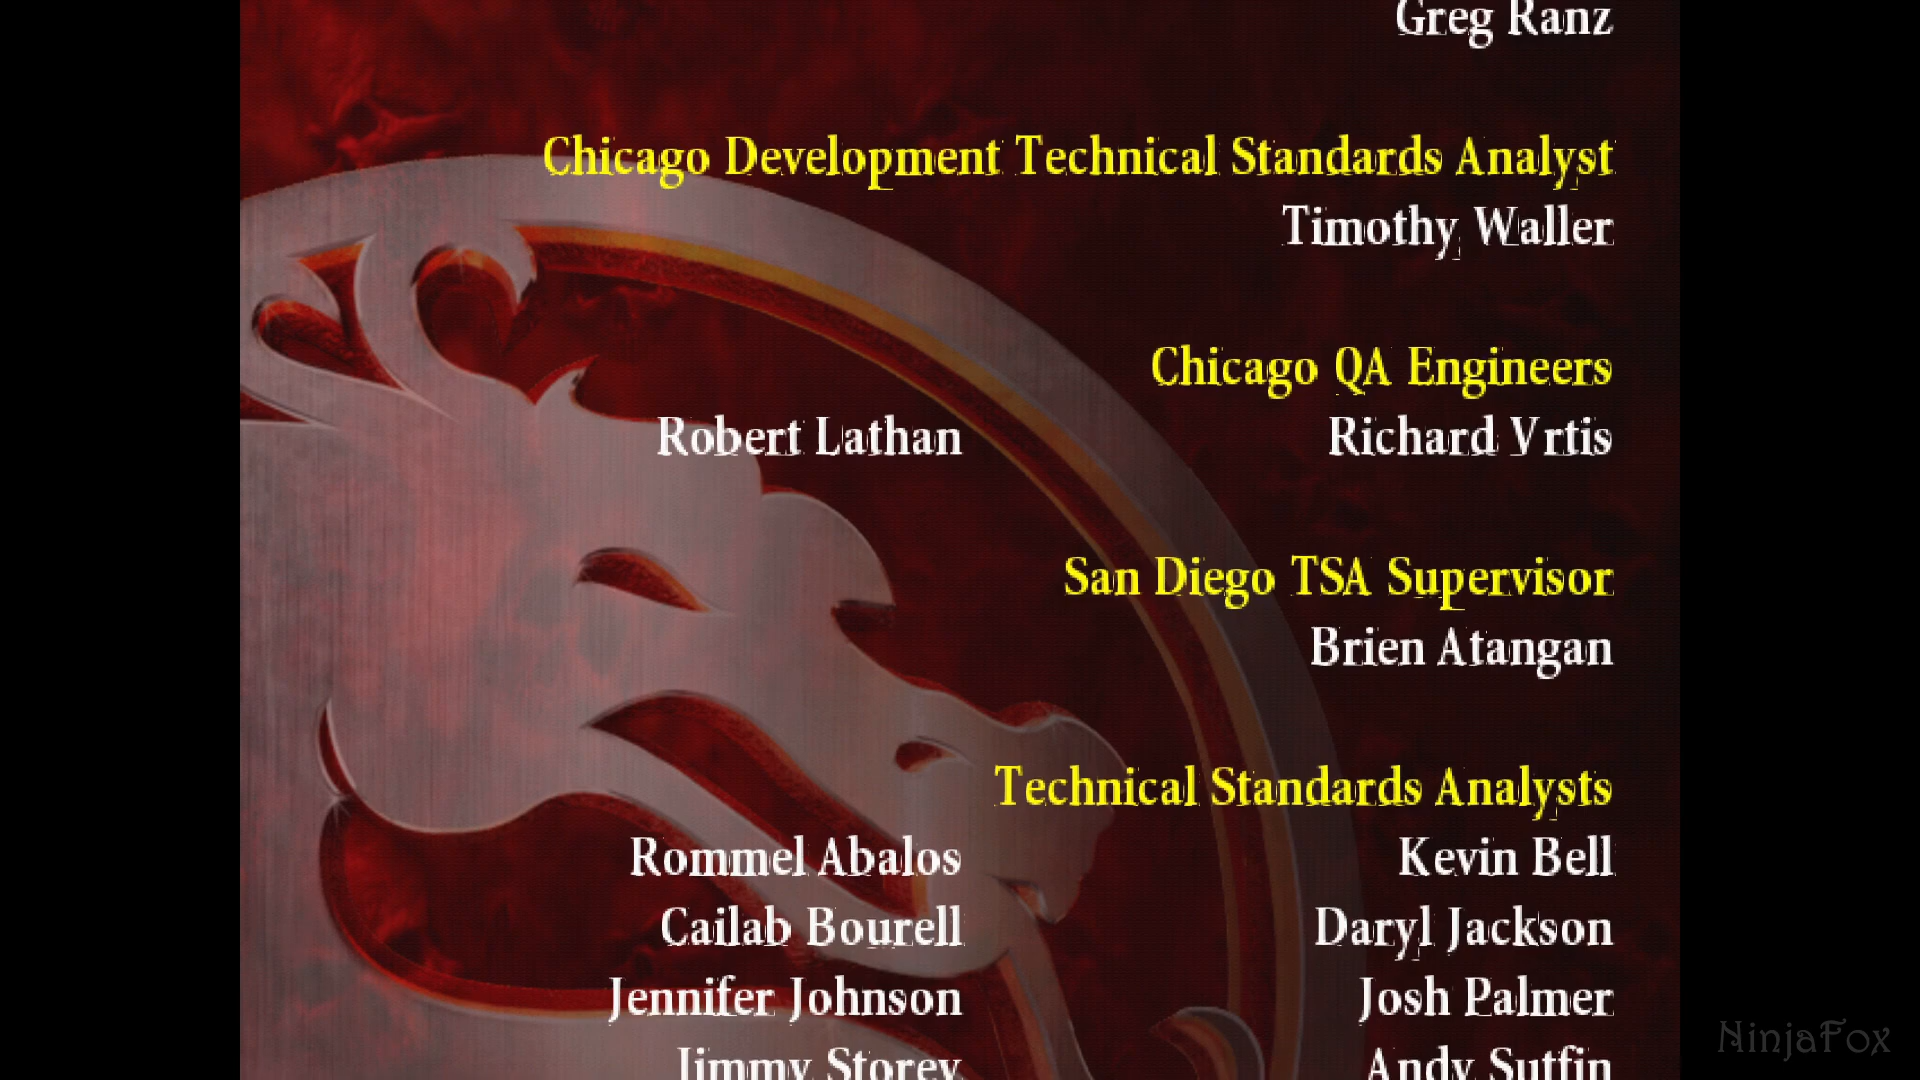 Greg Ranz
Chicago Development Technical Standards Analyst
Timothy Waller
Chicago QA Engineers
Robert Lathan Richard Vrtis
San Diego TSA Supervisor
Brien Atangan
Technical Standards Analysts
Rommel Abalos Kevin Bell
Cailab Bourell Daryl Jackson
Jennifer Johnson Josh Palmer
Jimmy Storey Andy Sutfin
NinjaFox